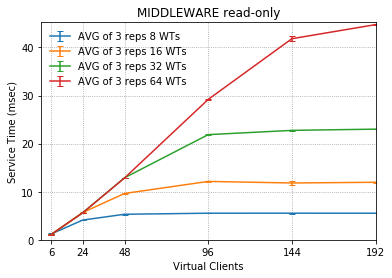 MIDDLEWARE read-only
AVG of 3 reps 8 WTs
AVG of 3 reps 16 WTs
AVG of 3 reps 32 WTs
AVG of 3 reps 64 WTs
Service Time (msec)
40
30
20
10
0
6 24 48 96 144 192
Virtual Clients